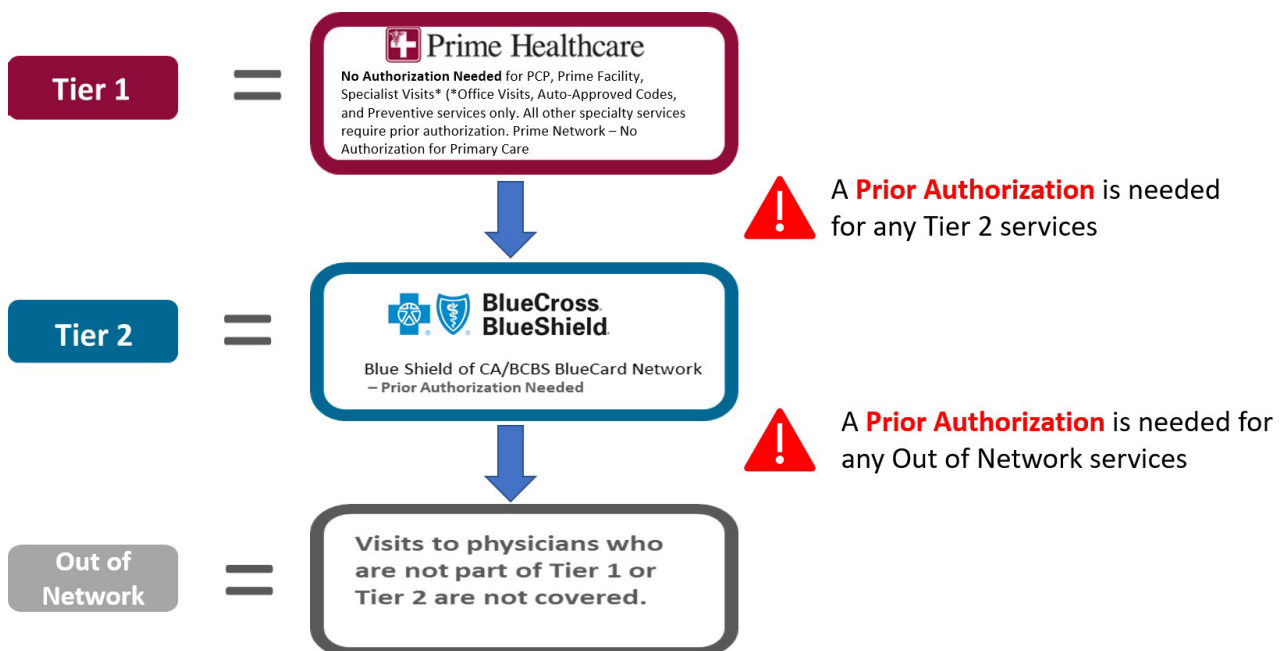 Tier 1
=
Prime Healthcare
No Authorization Needed for PCP, Prime Facility,
Specialist Visits* (*Office Visits, Auto-Approved Codes,
and Preventive services only. All other specialty services
require prior authorization. Prime Network – No
Authorization for Primary Care
! A Prior Authorization is needed
for any Tier 2 services
Tier 2
=
BlueCross®
BlueShield®
Blue Shield of CA/BCBS BlueCard Network
– Prior Authorization Needed
! A Prior Authorization is needed for
any Out of Network services
Out of
Network
=
Visits to physicians who
are not part of Tier 1 or
Tier 2 are not covered.